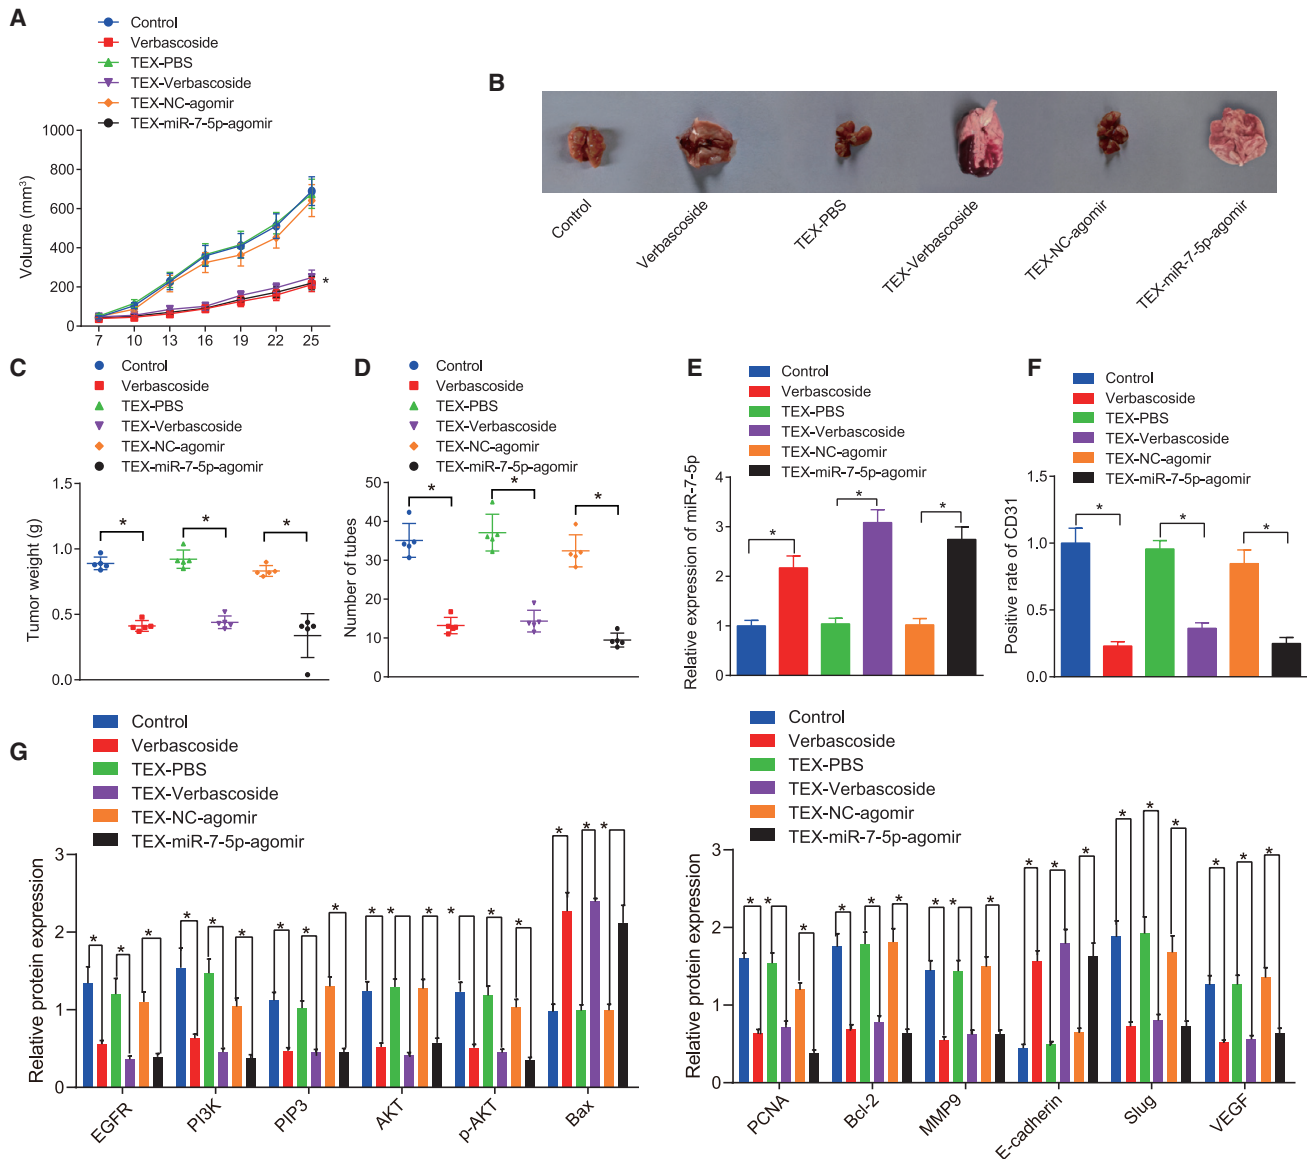 A
Control
Verbascoside
TEX-PBS
TEX-Verbascoside
TEX-NC-agomir
TEX-miR-7-5p-agomir
Volume (mm³)
1000
800
600
400
200
0
7 10 13 16 19 22 25
*
B
Control
Verbascoside
TEX-PBS
TEX-Verbascoside
TEX-NC-agomir
TEX-miR-7-5p-agomir
C
Control
Verbascoside
TEX-PBS
TEX-Verbascoside
TEX-NC-agomir
TEX-miR-7-5p-agomir
Tumor weight (g)
1.5
1.0
0.5
0.0
* * *
D
Control
Verbascoside
TEX-PBS
TEX-Verbascoside
TEX-NC-agomir
TEX-miR-7-5p-agomir
Number of tubes
50
40
30
20
10
0
* * *
E
Control
Verbascoside
TEX-PBS
TEX-Verbascoside
TEX-NC-agomir
TEX-miR-7-5p-agomir
Relative expression of miR-7-5p
4
3
2
1
0
* * *
F
Control
Verbascoside
TEX-PBS
TEX-Verbascoside
TEX-NC-agomir
TEX-miR-7-5p-agomir
Positive rate of CD31
1.5
1.0
0.5
0.0
* * *
G
Control
Verbascoside
TEX-PBS
TEX-Verbascoside
TEX-NC-agomir
TEX-miR-7-5p-agomir
Relative protein expression
3
2
1
0
* * * * * * * * * * * * * * * * * *
EGFR
PI3K
PIP3
AKT
p-AKT
Bax
Control
Verbascoside
TEX-PBS
TEX-Verbascoside
TEX-NC-agomir
TEX-miR-7-5p-agomir
Relative protein expression
3
2
1
0
* * * * * * * * * * * * * * * * * *
PCNA
Bcl-2
MMP9
E-cadherin
Slug
VEGF